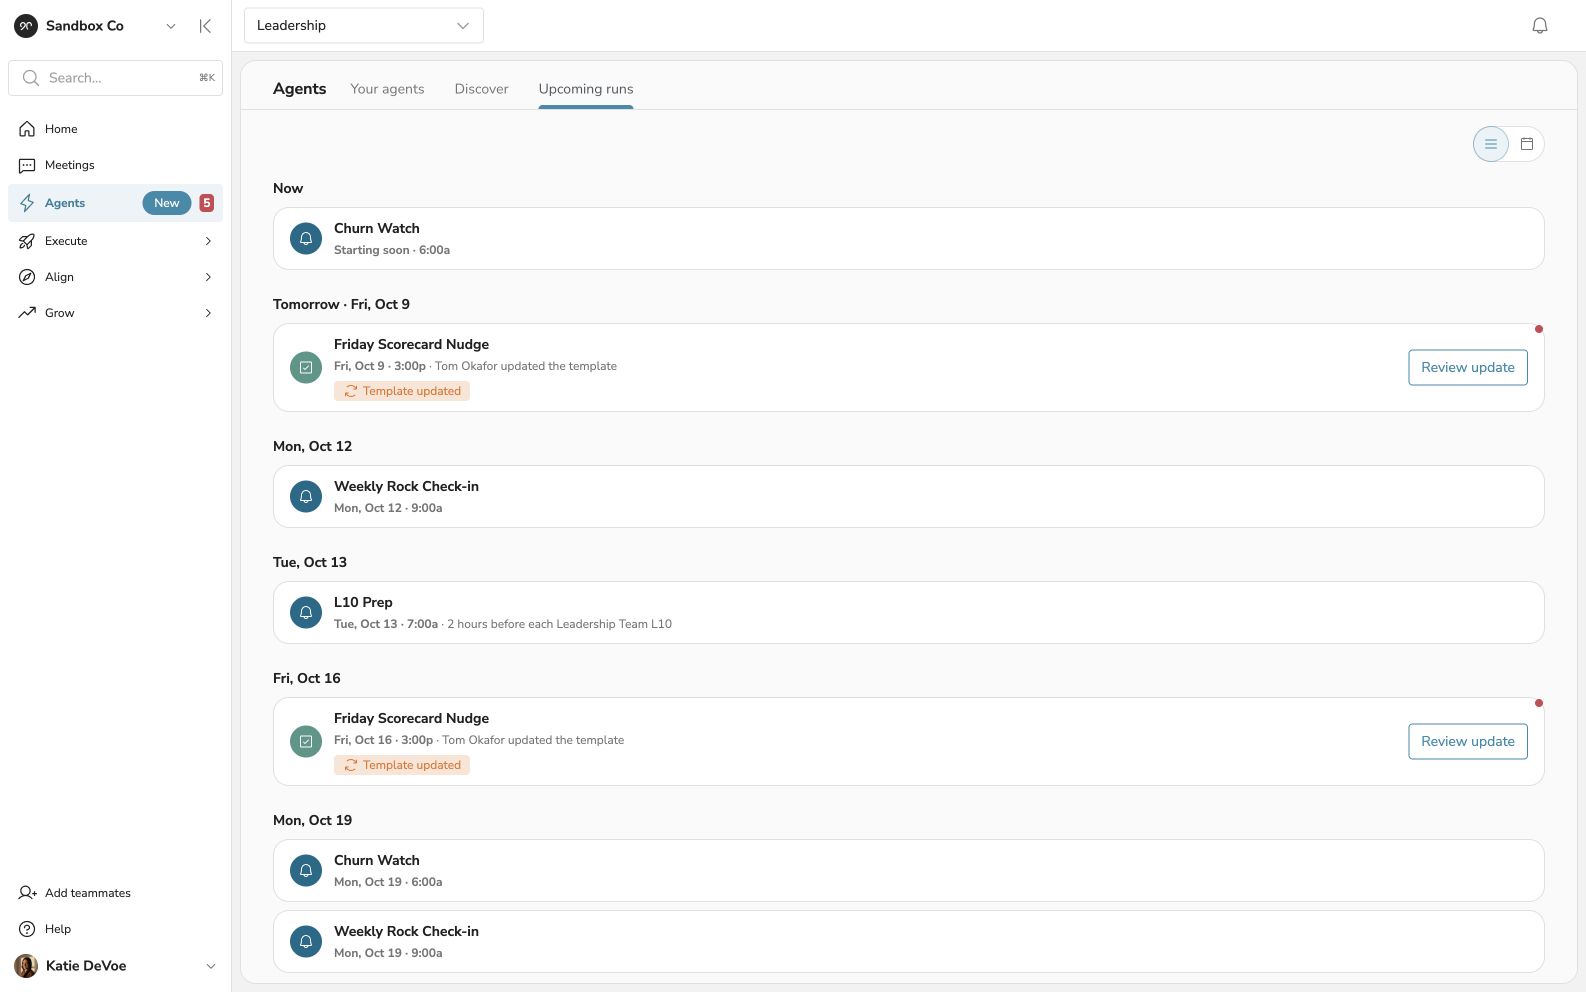 Sandbox Co
Leadership
Search...
⌘K
Home
Meetings
Agents New 5
Execute
Align
Grow
Add teammates
Help
Katie DeVoe
Agents Your agents Discover Upcoming runs
Now
Churn Watch
Starting soon · 6:00a
Tomorrow · Fri, Oct 9
Friday Scorecard Nudge
Fri, Oct 9 · 3:00p · Tom Okafor updated the template
Template updated
Review update
Mon, Oct 12
Weekly Rock Check-in
Mon, Oct 12 · 9:00a
Tue, Oct 13
L10 Prep
Tue, Oct 13 · 7:00a · 2 hours before each Leadership Team L10
Fri, Oct 16
Friday Scorecard Nudge
Fri, Oct 16 · 3:00p · Tom Okafor updated the template
Template updated
Review update
Mon, Oct 19
Churn Watch
Mon, Oct 19 · 6:00a
Weekly Rock Check-in
Mon, Oct 19 · 9:00a